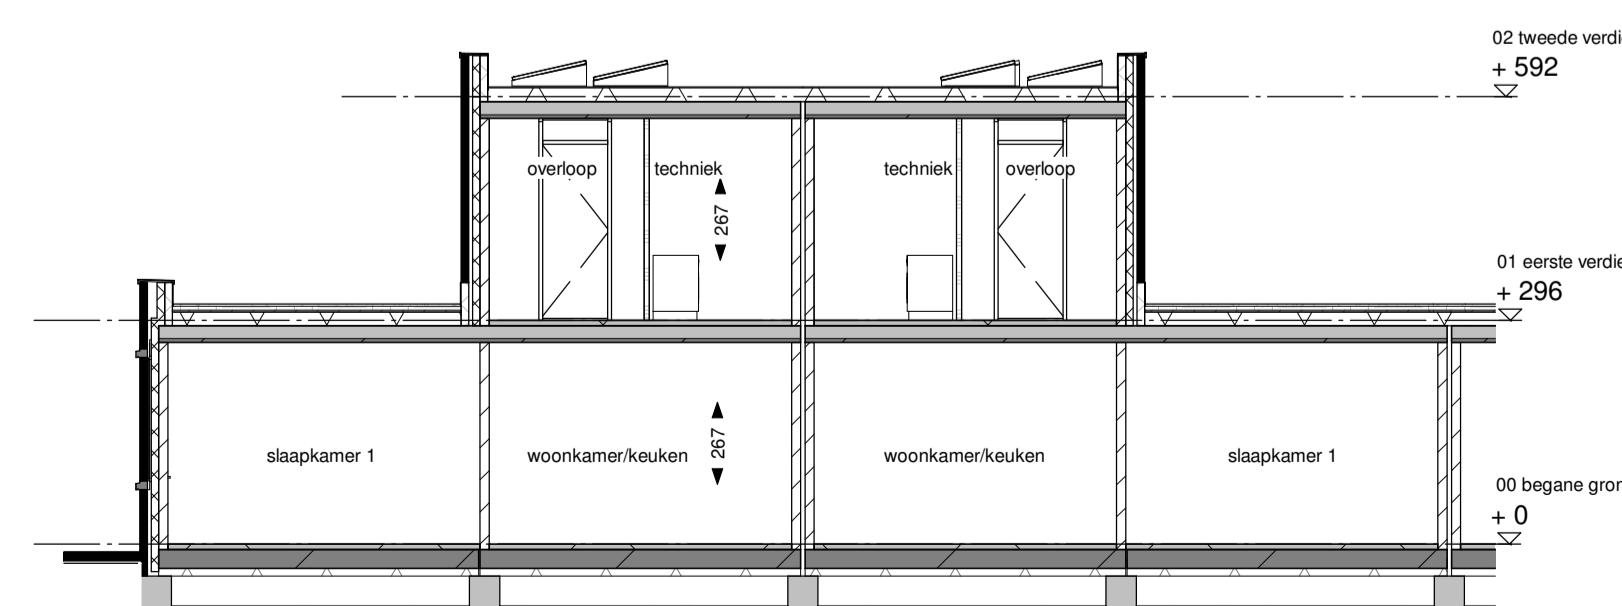 02 tweede verdi
+ 592
overloop techniek techniek overloop
267
01 eerste verdie
+ 296
267
slaapkamer 1 woonkamer/keuken woonkamer/keuken slaapkamer 1
00 begane gron
+ 0